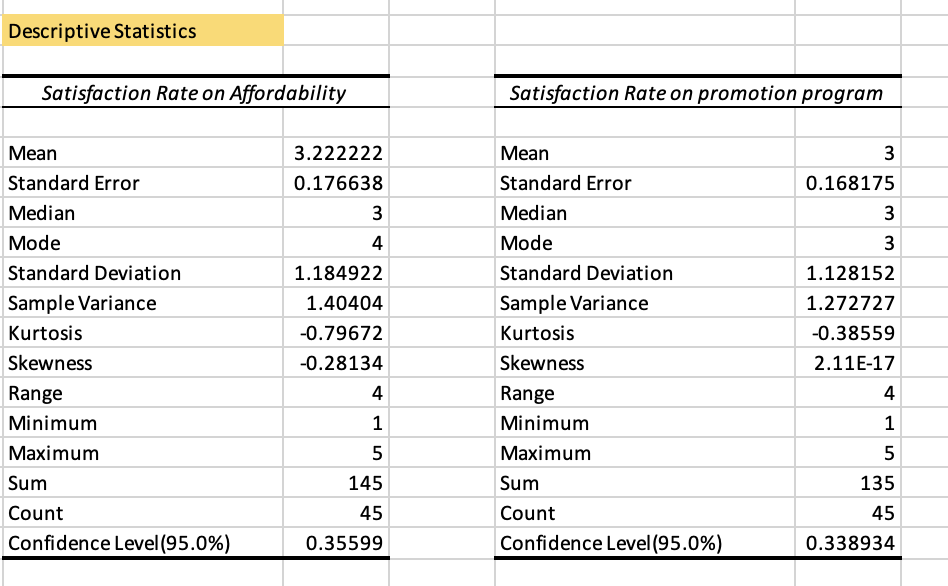 Descriptive Statistics
Satisfaction Rate on Affordability Satisfaction Rate on promotion program
Mean 3.222222 Mean 3
Standard Error 0.176638 Standard Error 0.168175
Median 3 Median 3
Mode 4 Mode 3
Standard Deviation 1.184922 Standard Deviation 1.128152
Sample Variance 1.40404 Sample Variance 1.272727
Kurtosis -0.79672 Kurtosis -0.38559
Skewness -0.28134 Skewness 2.11E-17
Range 4 Range 4
Minimum 1 Minimum 1
Maximum 5 Maximum 5
Sum 145 Sum 135
Count 45 Count 45
Confidence Level(95.0%) 0.35599 Confidence Level(95.0%) 0.338934